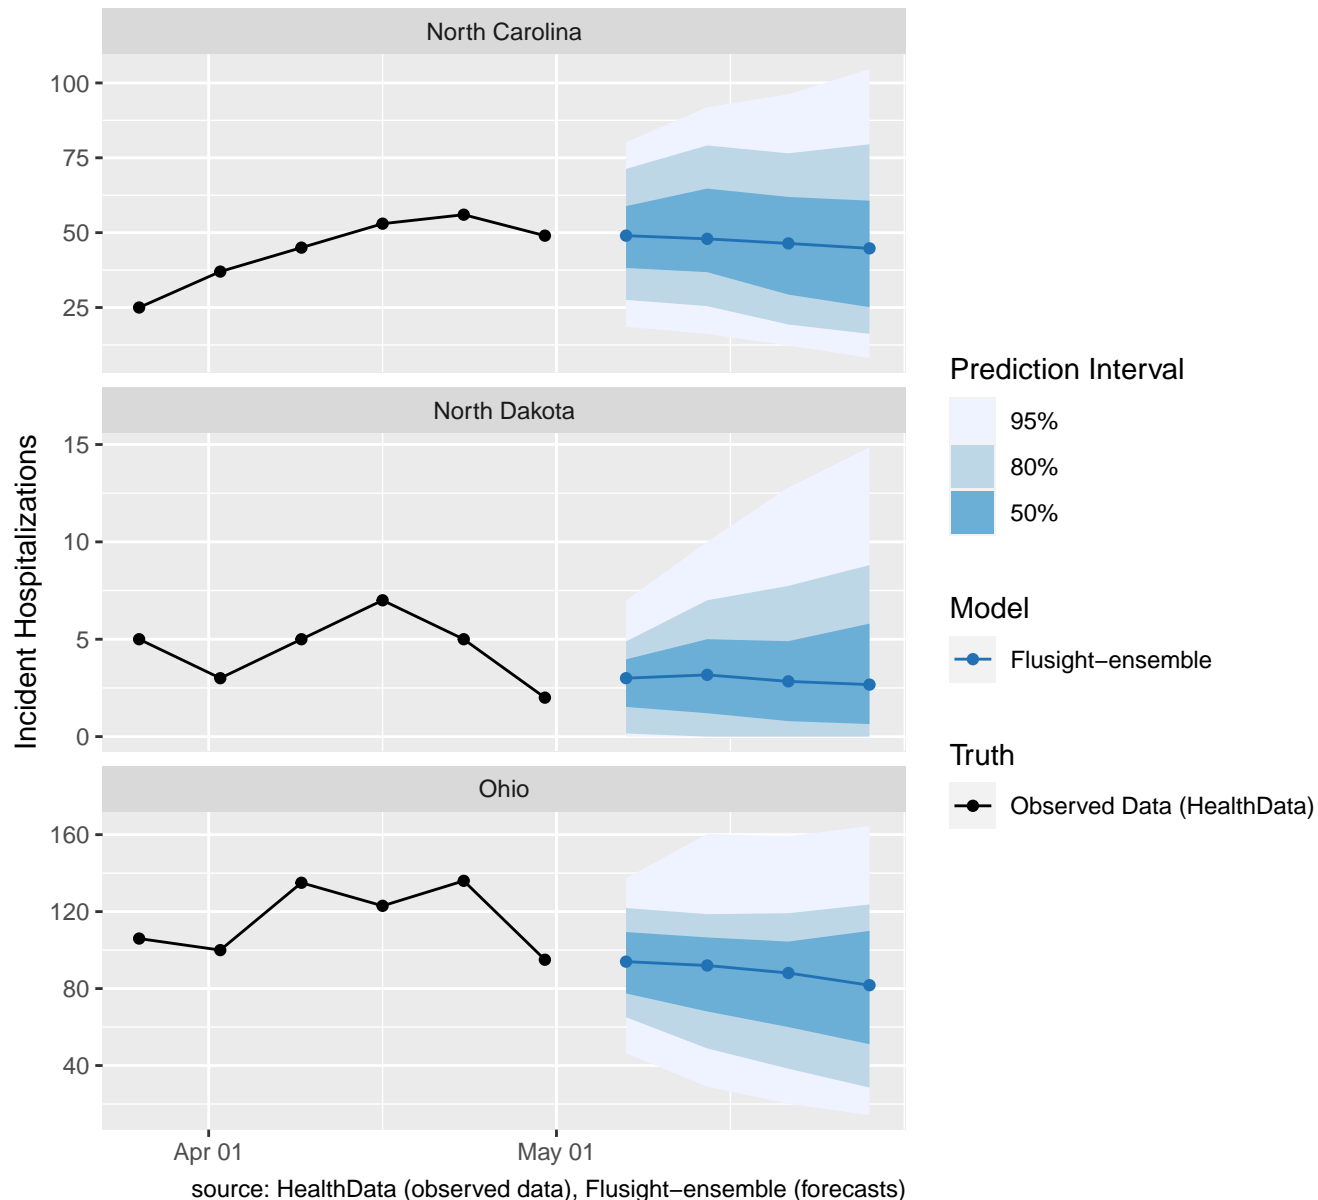 North Carolina
100
75
50
25
North Dakota
15
10
5
0
Ohio
160
120
80
40
Apr 01
May 01
Incident Hospitalizations
source: HealthData (observed data), Flusight−ensemble (forecasts)
Prediction Interval
95%
80%
50%
Model
Flusight−ensemble
Truth
Observed Data (HealthData)